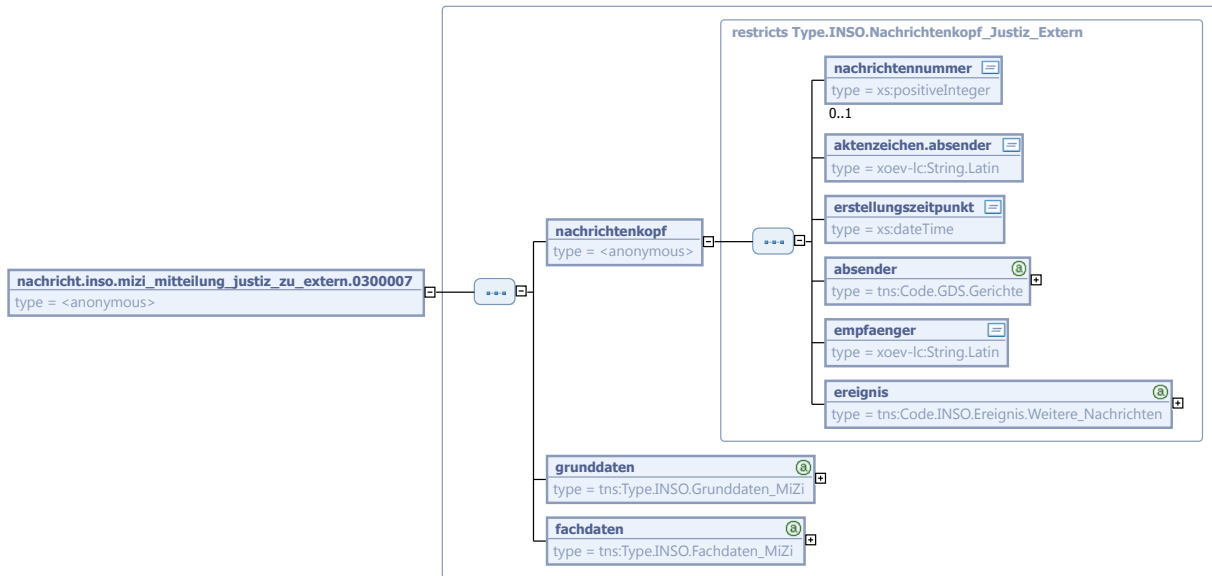 restricts Type.INSO.Nachrichtenkopf_Justiz_Extern
nachrichtennummer
type = xs:positiveInteger
0..1
aktenzeichen.absender
type = xoev-lc:String.Latin
erstellungszeitpunkt
type = xs:dateTime
nachrichtenkopf
type = <anonymous>
absender
type = tns:Code.GDS.Gerichte
nachricht.inso.mizi_mitteilung_justiz_zu_extern.0300007
type = <anonymous>
empfaenger
type = xoev-lc:String.Latin
ereignis
type = tns:Code.INSO.Ereignis.Weitere_Nachrichten
grunddaten
type = tns:Type.INSO.Grunddaten_MiZi
fachdaten
type = tns:Type.INSO.Fachdaten_MiZi